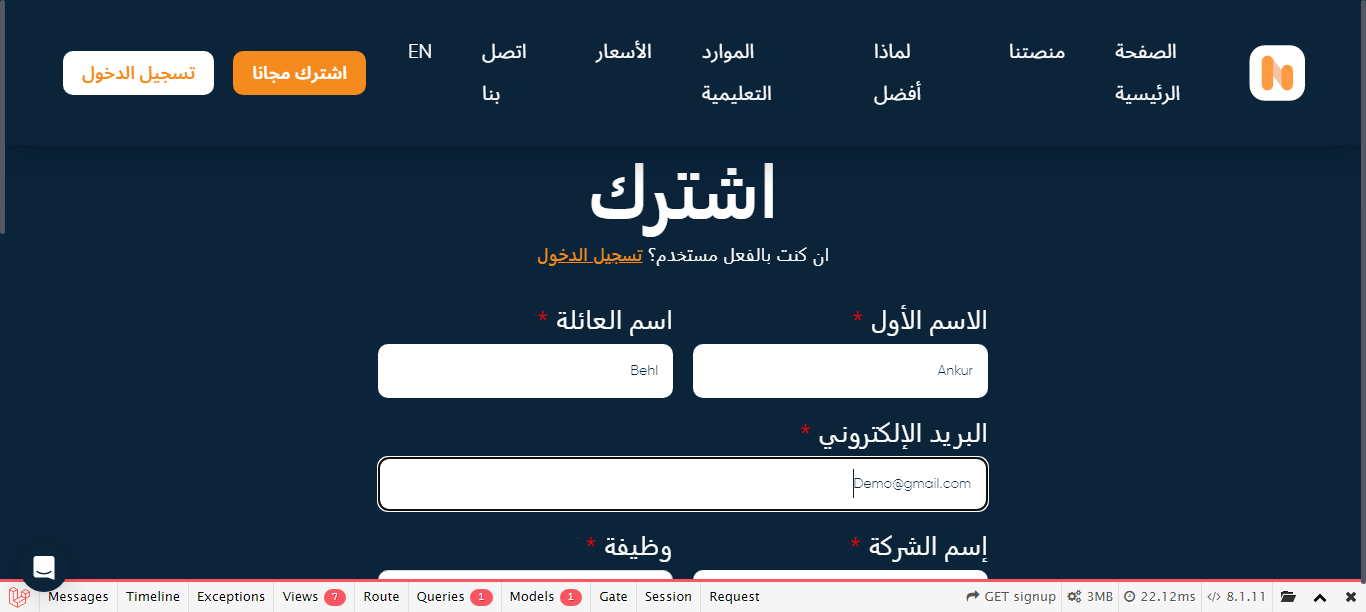 الصفحة الرئيسية
منصتنا
لماذا أفضل
الموارد التعليمية
الأسعار
اتصل بنا
EN
اشترك مجانا
تسجيل الدخول
اشترك
ان كنت بالفعل مستخدم؟ تسجيل الدخول
الاسم الأول *
اسم العائلة *
Ankur
Behl
البريد الإلكتروني *
Demo@gmail.com
إسم الشركة *
وظيفة *
Messages Timeline Exceptions Views 7 Route Queries 1 Models 1 Gate Session Request GET signup 3MB 22.12ms 8.1.11